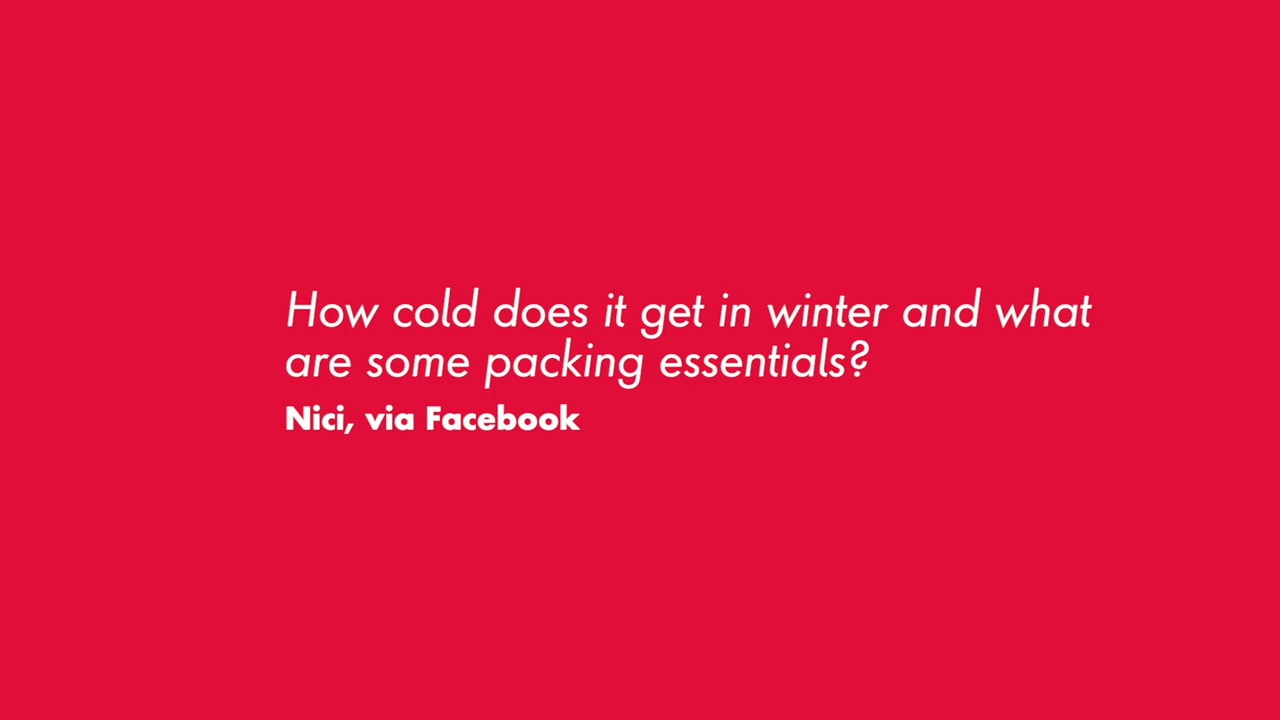 How cold does it get in winter and what
are some packing essentials?
Nici, via Facebook